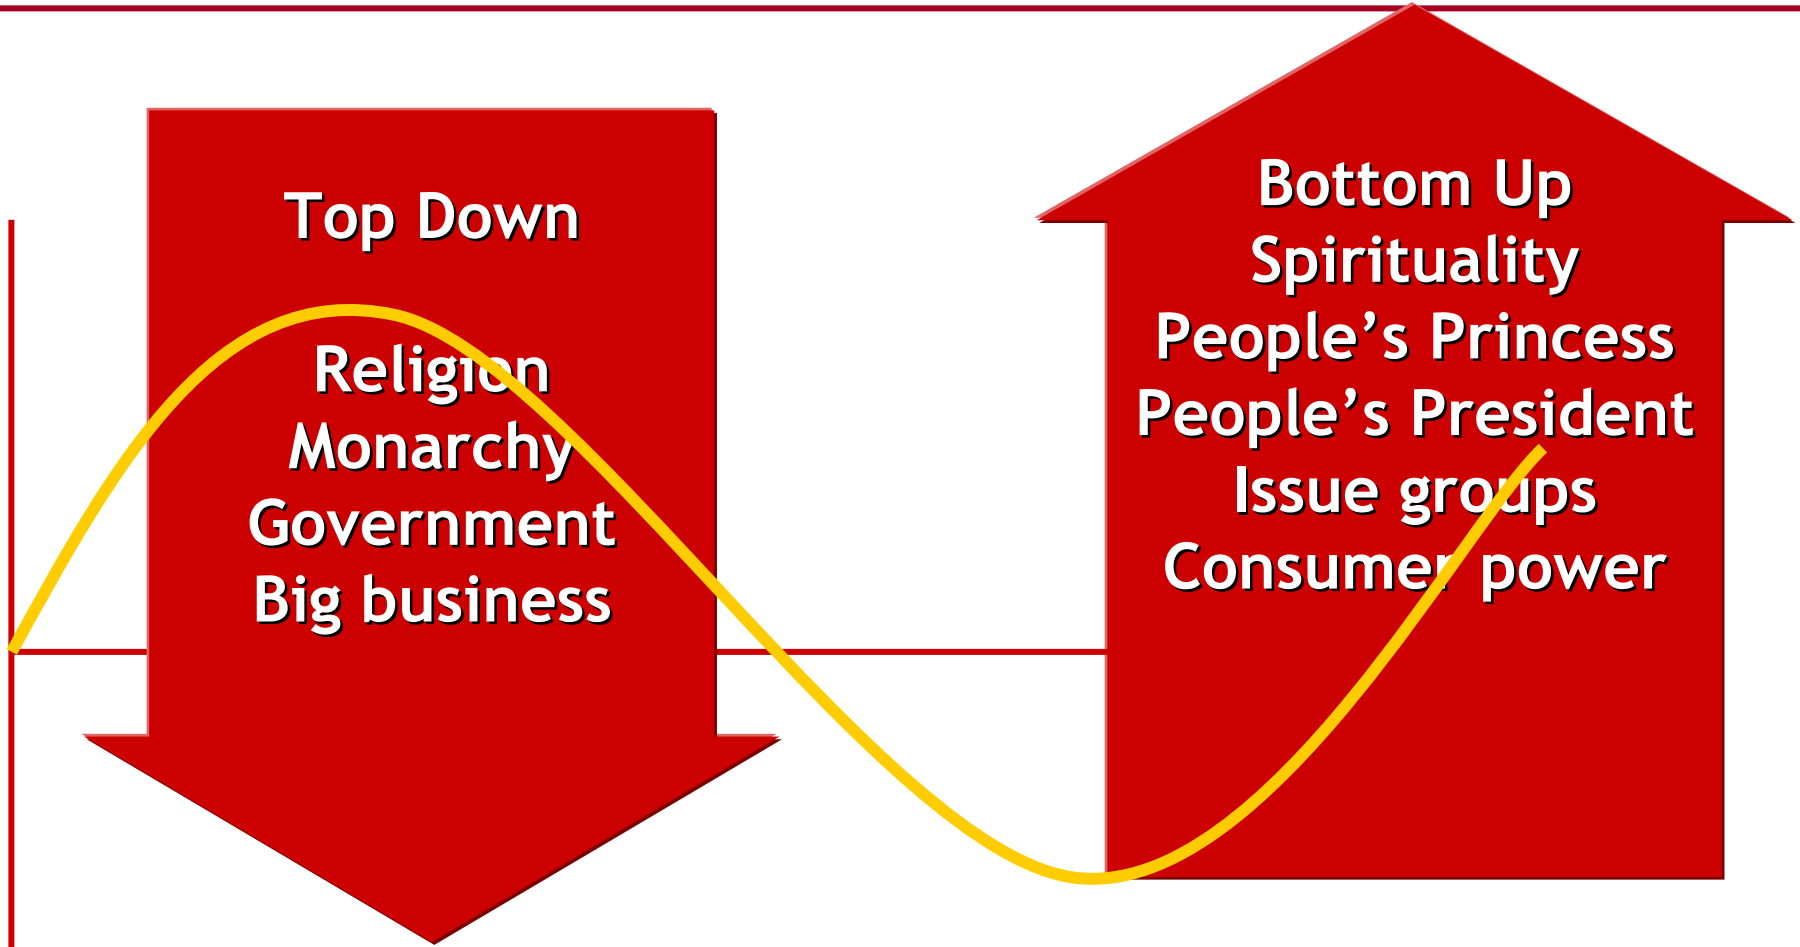 Top Down
Religion
Monarchy
Government
Big business
Bottom Up
Spirituality
People’s Princess
People’s President
Issue groups
Consumer power